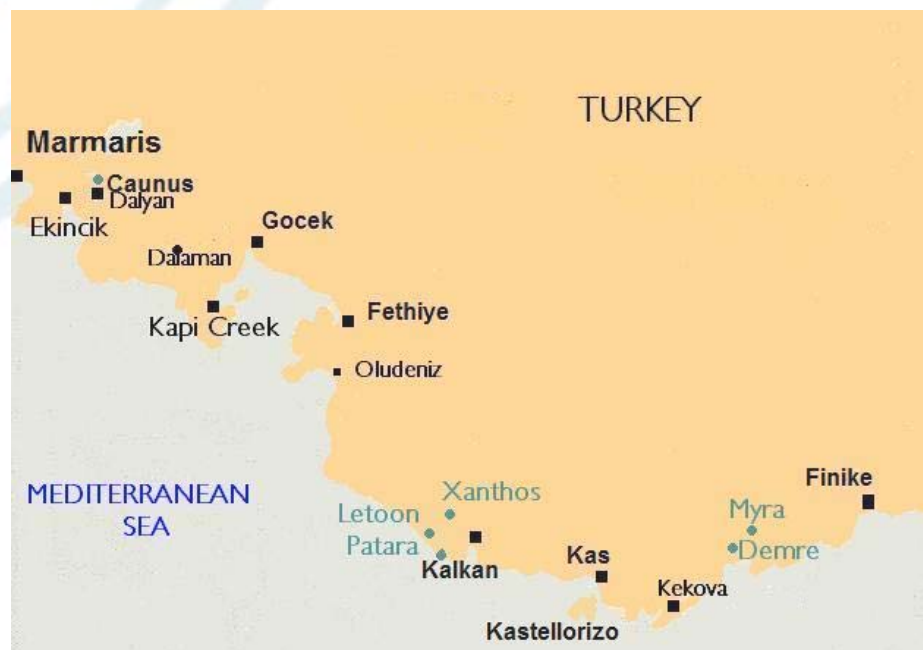 TURKEY
Marmaris
Caunus
Dalyan
Ekincik
Gocek
Dalaman
Kapi Creek
Fethiye
Oludeniz
MEDITERRANEAN
SEA
Xanthos
Letoon
Patara
Kalkan
Finike
Myra
Demre
Kas
Kekova
Kastellorizo